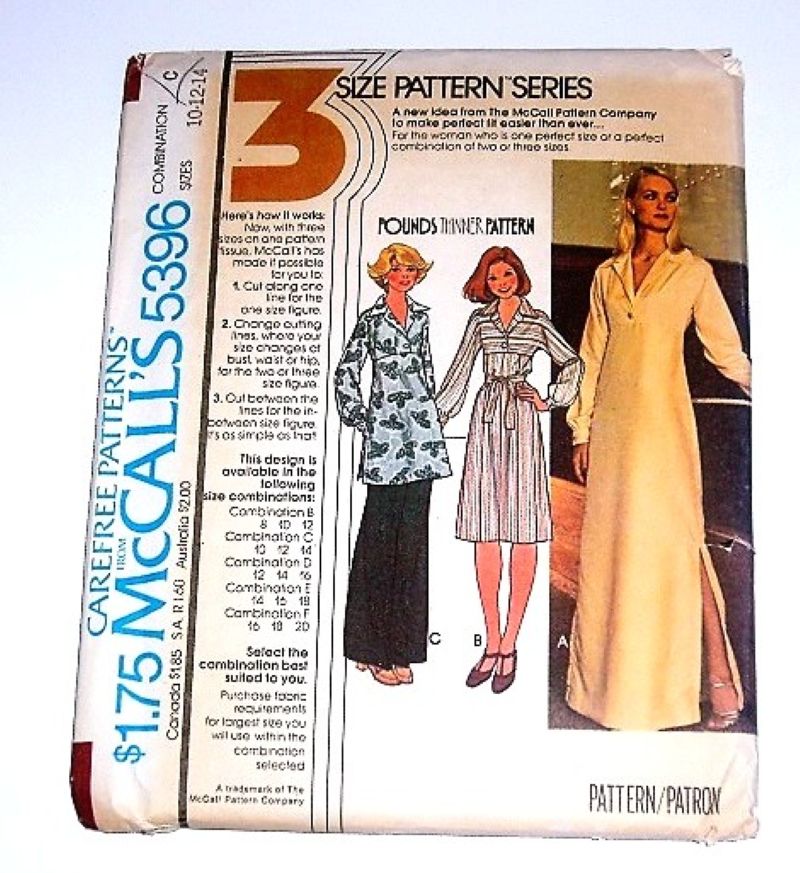 CAREFREE PATTERNS™
FROM
$1.75 McCALL'S 5396
Canada $1.85 S.A. R1.60 Australia $2.00
COMBINATION C
SIZES 10-12-14
3
SIZE PATTERN™ SERIES
A new idea from The McCall Pattern Company
to make perfect fit easier than ever...
For the woman who is one perfect size or a perfect
combination of two or three sizes
Here's how it works:
Now, with three
sizes on one pattern
tissue, McCall's has
made it possible
for you to:
1. Cut along one
line for the
one size figure.
2. Change cutting
lines, where your
size changes at
bust, waist or hip,
for the two or three
size figure.
3. Cut between the
lines for the in-
between size figure.
It's as simple as that!
This design is
available in the
following
size combinations:
Combination B
8 10 12
Combination C
10 12 14
Combination D
12 14 16
Combination E
14 16 18
Combination F
16 18 20
Select the
combination best
suited to you.
Purchase fabric
requirements
for largest size you
will use within the
combination
selected
A trademark of The
McCall Pattern Company
POUNDS THINNER PATTERN
C
B
A
PATTERN/PATRON